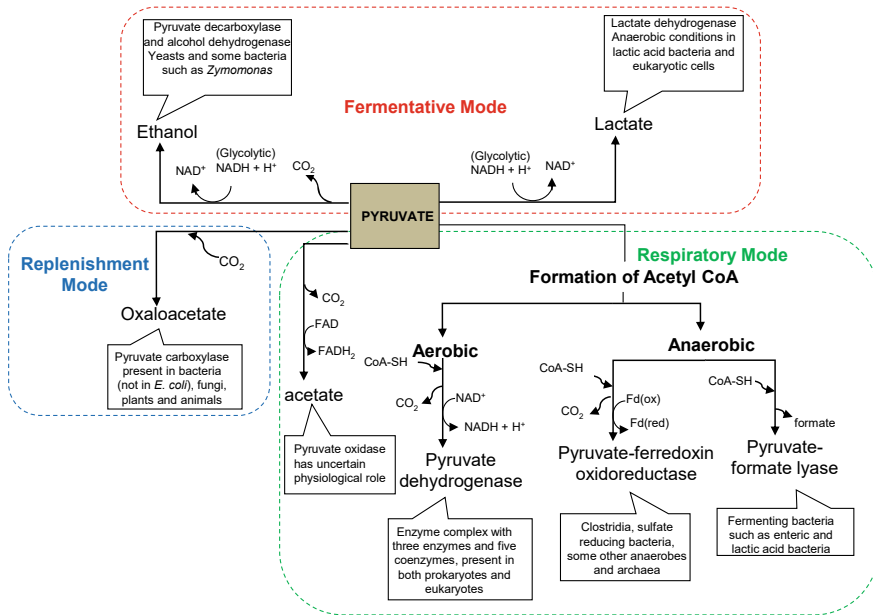 Pyruvate decarboxylase
and alcohol dehydrogenase
Yeasts and some bacteria
such as Zymomonas
Lactate dehydrogenase
Anaerobic conditions in
lactic acid bacteria and
eukaryotic cells
Fermentative Mode
Ethanol
Lactate
NAD⁺
(Glycolytic)
NADH + H⁺
CO₂
(Glycolytic)
NADH + H⁺
NAD⁺
PYRUVATE
Replenishment
Mode
CO₂
Oxaloacetate
Pyruvate carboxylase
present in bacteria
(not in E. coli), fungi,
plants and animals
Respiratory Mode
Formation of Acetyl CoA
CO₂
FAD
FADH₂
acetate
Pyruvate oxidase
has uncertain
physiological role
Aerobic
CoA-SH
CO₂
NAD⁺
NADH + H⁺
Pyruvate
dehydrogenase
Enzyme complex with
three enzymes and five
coenzymes, present in
both prokaryotes and
eukaryotes
Anaerobic
CoA-SH
CO₂
Fd(ox)
Fd(red)
Pyruvate-ferredoxin
oxidoreductase
Clostridia, sulfate
reducing bacteria,
some other anaerobes
and archaea
CoA-SH
formate
Pyruvate-
formate lyase
Fermenting bacteria
such as enteric and
lactic acid bacteria